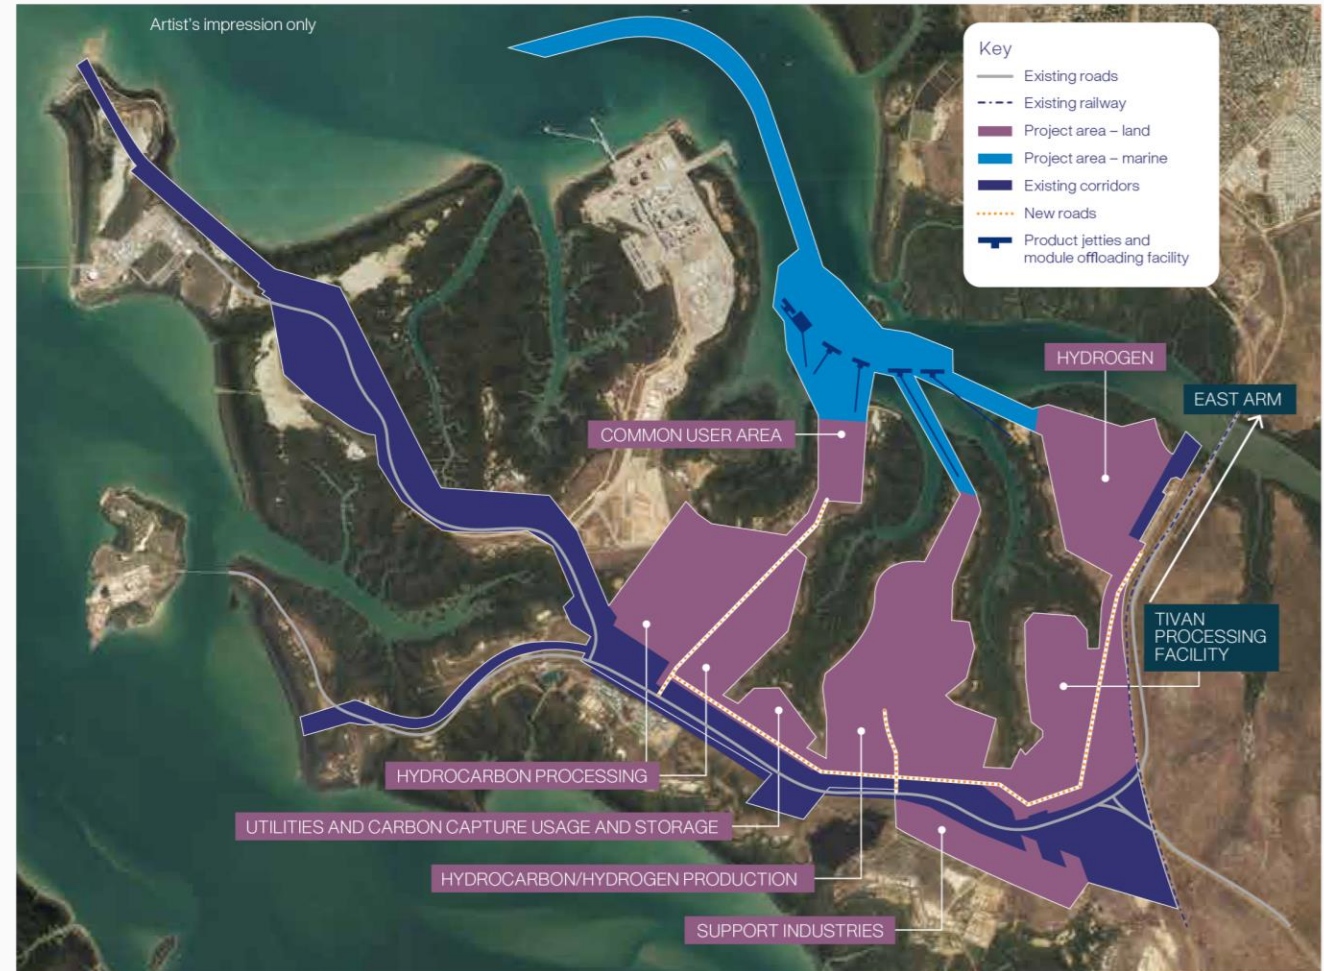 Artist's impression only
Key
Existing roads
Existing railway
Project area – land
Project area – marine
Existing corridors
New roads
Product jetties and
module offloading facility
HYDROGEN
EAST ARM
COMMON USER AREA
TIVAN
PROCESSING
FACILITY
HYDROCARBON PROCESSING
UTILITIES AND CARBON CAPTURE USAGE AND STORAGE
HYDROCARBON/HYDROGEN PRODUCTION
SUPPORT INDUSTRIES